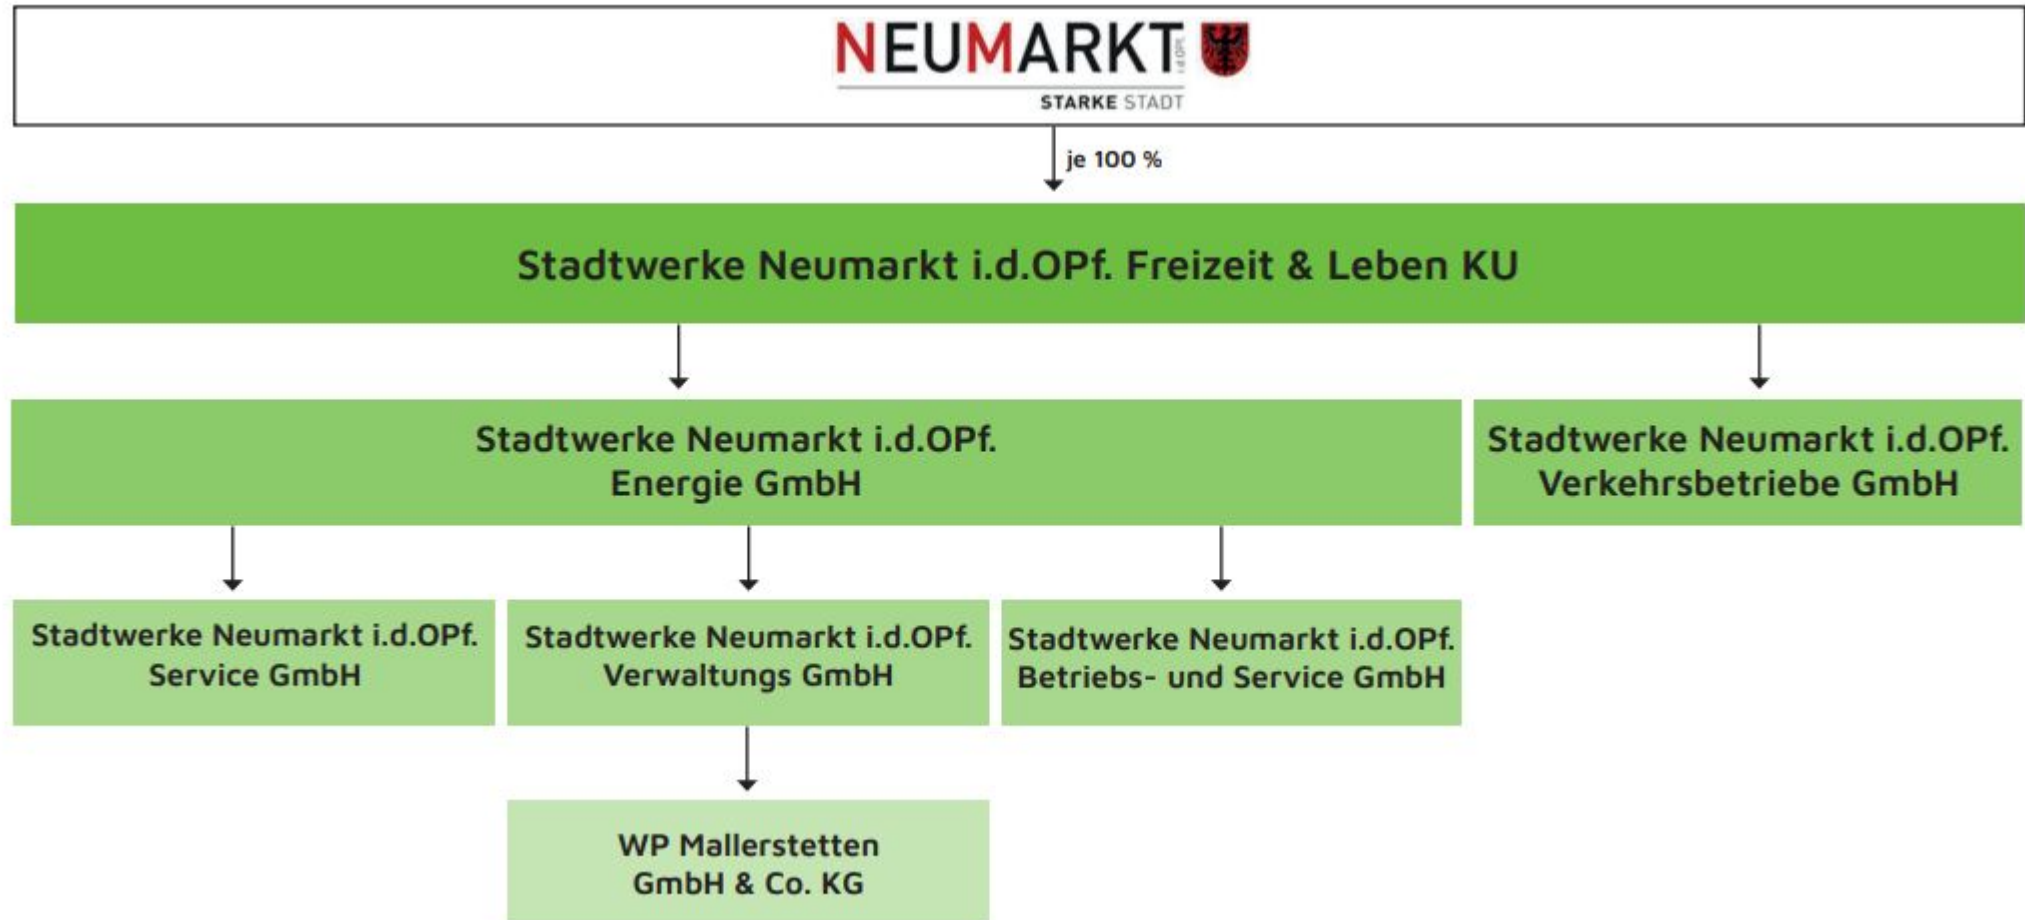 NEUMARKT i.d.OPf.
STARKE STADT
je 100 %
Stadtwerke Neumarkt i.d.OPf. Freizeit & Leben KU
Stadtwerke Neumarkt i.d.OPf.
Energie GmbH
Stadtwerke Neumarkt i.d.OPf.
Verkehrsbetriebe GmbH
Stadtwerke Neumarkt i.d.OPf.
Service GmbH
Stadtwerke Neumarkt i.d.OPf.
Verwaltungs GmbH
Stadtwerke Neumarkt i.d.OPf.
Betriebs- und Service GmbH
WP Mallerstetten
GmbH & Co. KG